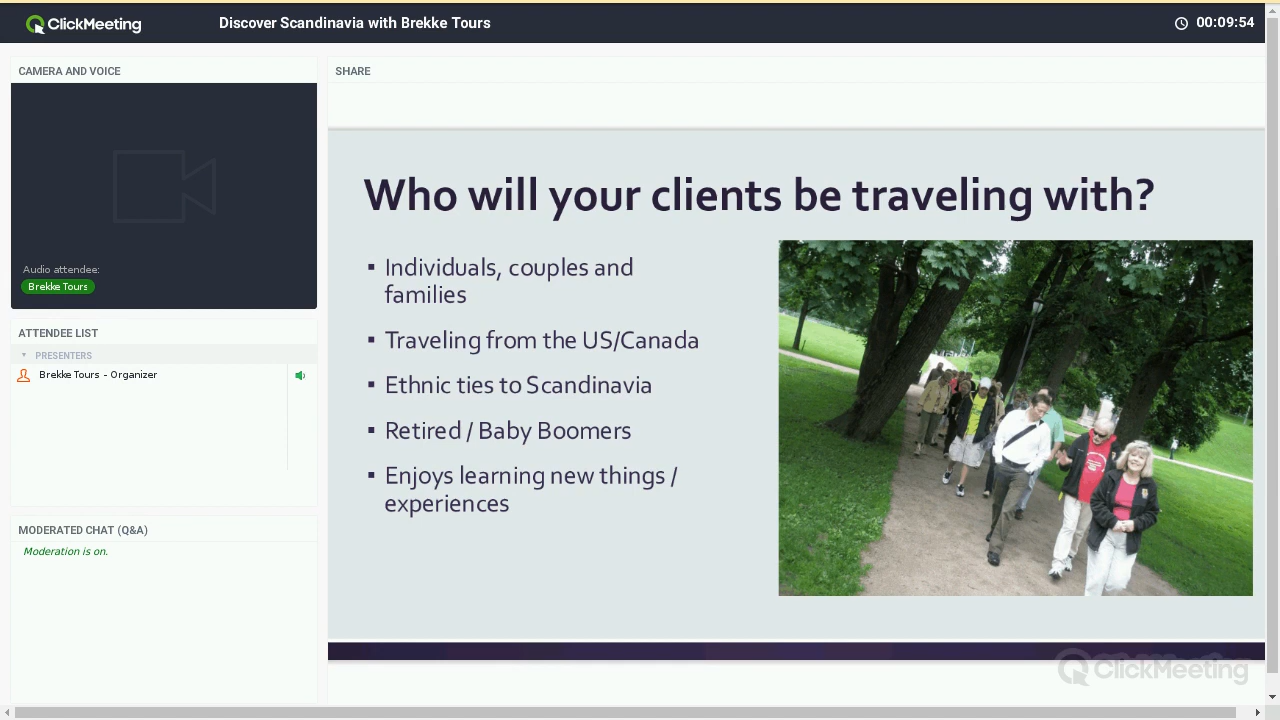 ClickMeeting
Discover Scandinavia with Brekke Tours
00:09:54
CAMERA AND VOICE
Audio attendee:
Brekke Tours
ATTENDEE LIST
PRESENTERS
Brekke Tours - Organizer
MODERATED CHAT (Q&A)
Moderation is on.
SHARE
Who will your clients be traveling with?
▪ Individuals, couples and
families
▪ Traveling from the US/Canada
▪ Ethnic ties to Scandinavia
▪ Retired / Baby Boomers
▪ Enjoys learning new things /
experiences
ClickMeeting